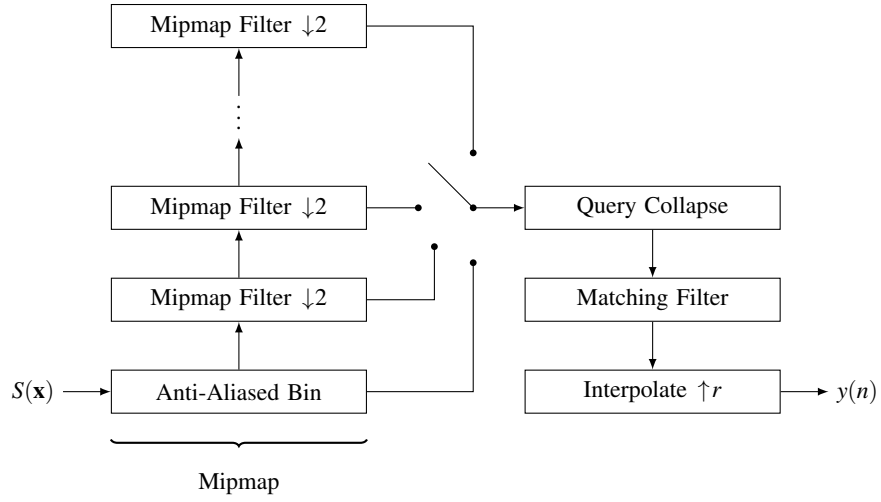 Mipmap Filter ↓2
⋮
Mipmap Filter ↓2
Query Collapse
Mipmap Filter ↓2
Matching Filter
S(x)
Anti-Aliased Bin
Interpolate ↑r
y(n)
Mipmap